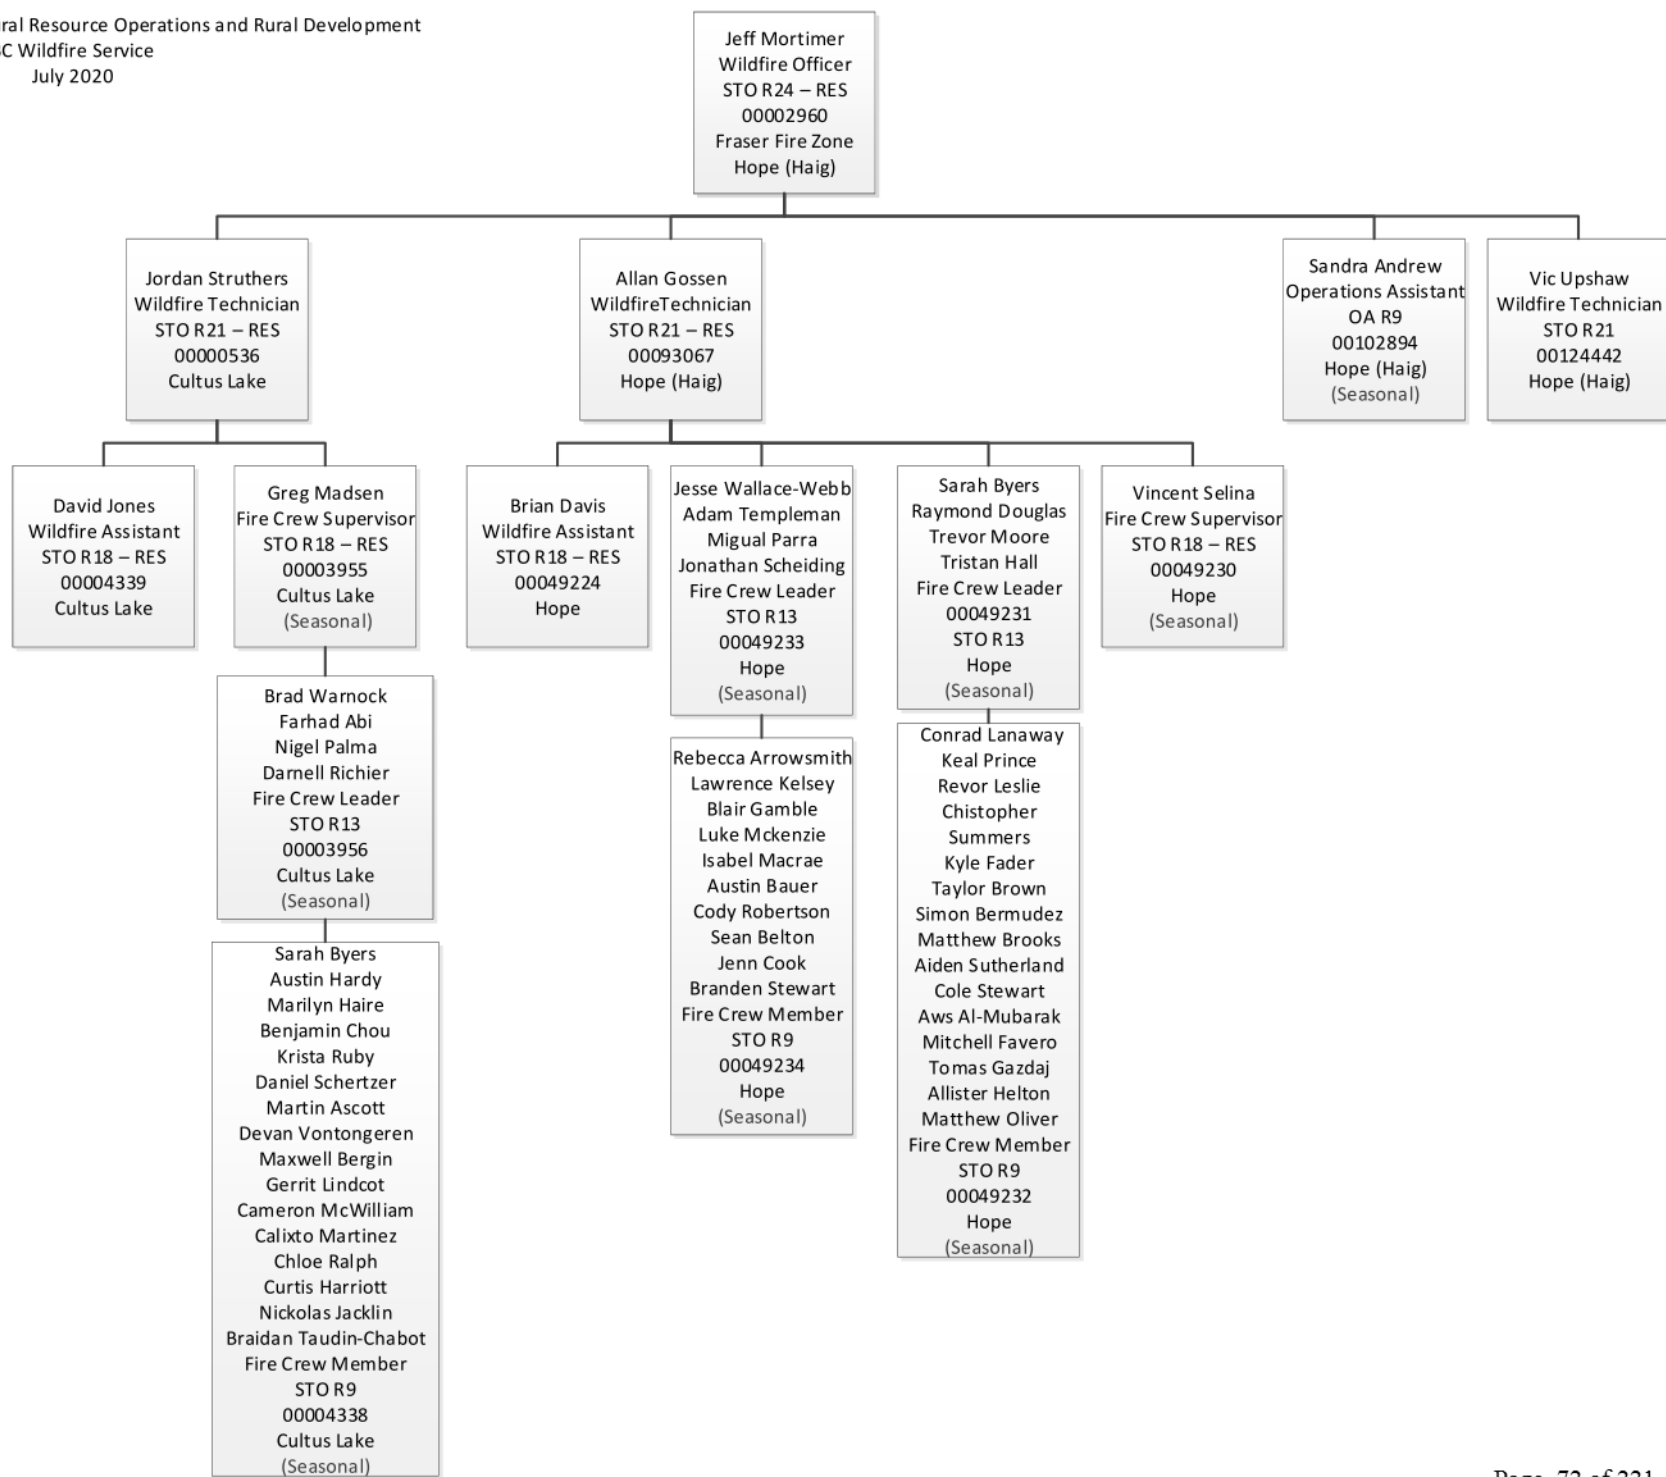 ral Resource Operations and Rural Development
C Wildfire Service
July 2020
Jeff Mortimer
Wildfire Officer
STO R24 – RES
00002960
Fraser Fire Zone
Hope (Haig)
Jordan Struthers
Wildfire Technician
STO R21 – RES
00000536
Cultus Lake
Allan Gossen
WildfireTechnician
STO R21 – RES
00093067
Hope (Haig)
Sandra Andrew
Operations Assistant
OA R9
00102894
Hope (Haig)
(Seasonal)
Vic Upshaw
Wildfire Technician
STO R21
00124442
Hope (Haig)
David Jones
Wildfire Assistant
STO R18 – RES
00004339
Cultus Lake
Greg Madsen
Fire Crew Supervisor
STO R18 – RES
00003955
Cultus Lake
(Seasonal)
Brian Davis
Wildfire Assistant
STO R18 – RES
00049224
Hope
Jesse Wallace-Webb
Adam Templeman
Migual Parra
Jonathan Scheiding
Fire Crew Leader
STO R13
00049233
Hope
(Seasonal)
Sarah Byers
Raymond Douglas
Trevor Moore
Tristan Hall
Fire Crew Leader
00049231
STO R13
Hope
(Seasonal)
Vincent Selina
Fire Crew Supervisor
STO R18 – RES
00049230
Hope
(Seasonal)
Brad Warnock
Farhad Abi
Nigel Palma
Darnell Richier
Fire Crew Leader
STO R13
00003956
Cultus Lake
(Seasonal)
Rebecca Arrowsmith
Lawrence Kelsey
Blair Gamble
Luke Mckenzie
Isabel Macrae
Austin Bauer
Cody Robertson
Sean Belton
Jenn Cook
Branden Stewart
Fire Crew Member
STO R9
00049234
Hope
(Seasonal)
Conrad Lanaway
Keal Prince
Revor Leslie
Chistopher
Summers
Kyle Fader
Taylor Brown
Simon Bermudez
Matthew Brooks
Aiden Sutherland
Cole Stewart
Aws Al-Mubarak
Mitchell Favero
Tomas Gazdaj
Allister Helton
Matthew Oliver
Fire Crew Member
STO R9
00049232
Hope
(Seasonal)
Sarah Byers
Austin Hardy
Marilyn Haire
Benjamin Chou
Krista Ruby
Daniel Schertzer
Martin Ascott
Devan Vontongeren
Maxwell Bergin
Gerrit Lindcot
Cameron McWilliam
Calixto Martinez
Chloe Ralph
Curtis Harriott
Nickolas Jacklin
Braidan Taudin-Chabot
Fire Crew Member
STO R9
00004338
Cultus Lake
(Seasonal)
Page 72 of 221